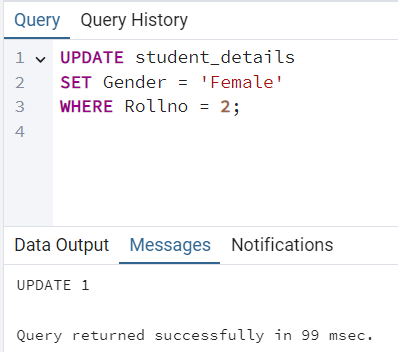 Query Query History
1 UPDATE student_details
2 SET Gender = 'Female'
3 WHERE Rollno = 2;
4
Data Output Messages Notifications
UPDATE 1
Query returned successfully in 99 msec.